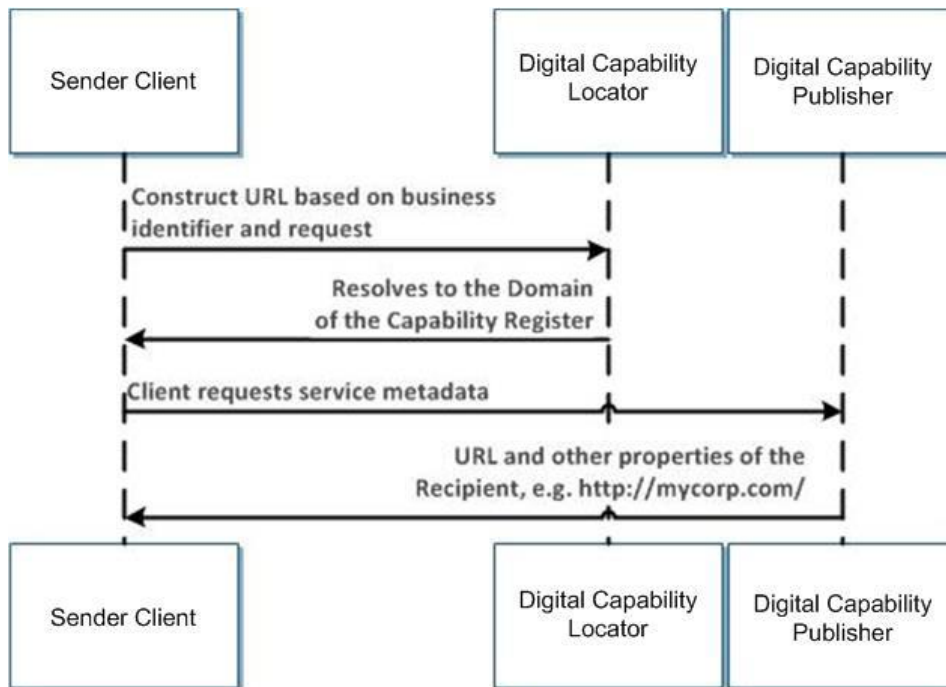 Sender Client
Digital Capability
Locator
Digital Capability
Publisher
Construct URL based on business
identifier and request
Resolves to the Domain
of the Capability Register
Client requests service metadata
URL and other properties of the
Recipient, e.g. http://mycorp.com/
Sender Client
Digital Capability
Locator
Digital Capability
Publisher